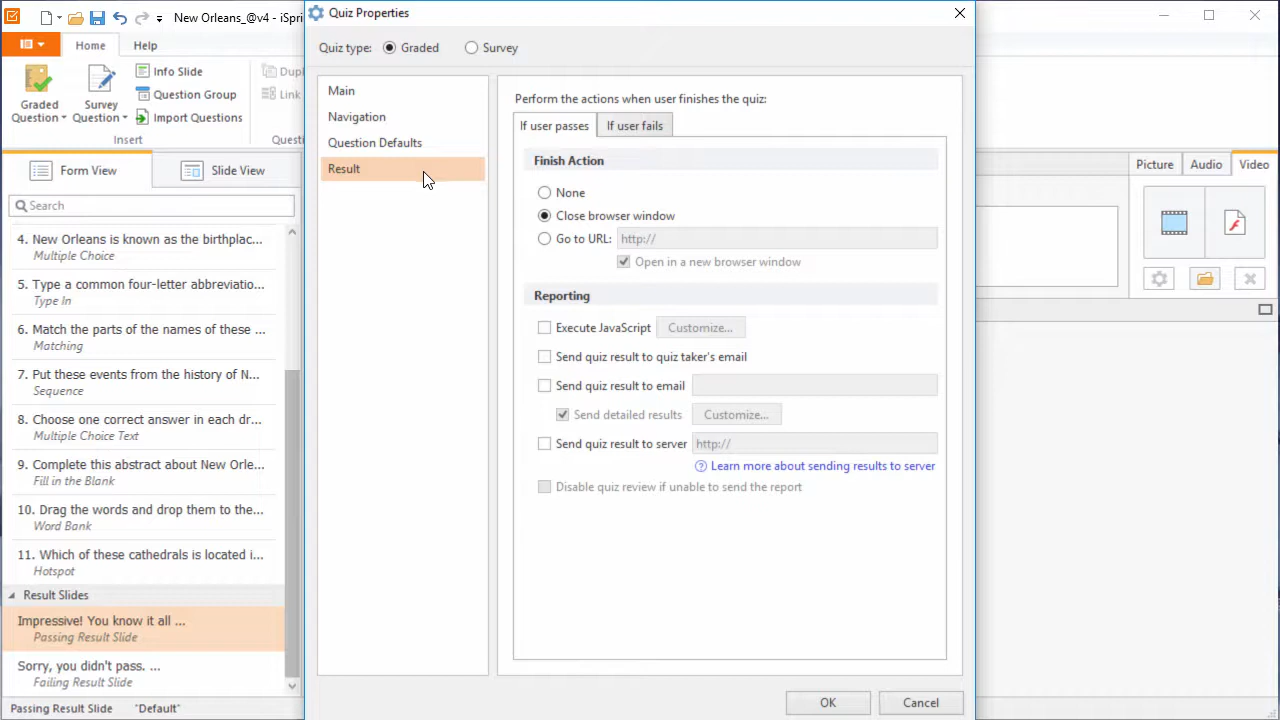 New Orleans_@v4 - iSpri
Quiz Properties
Home
Help
Graded
Question
Survey
Question
Info Slide
Question Group
Import Questions
Insert
Dupl
Link
Questi
Form View
Slide View
Search
4. New Orleans is known as the birthplac...
Multiple Choice
5. Type a common four-letter abbreviatio...
Type In
6. Match the parts of the names of these ...
Matching
7. Put these events from the history of N...
Sequence
8. Choose one correct answer in each dr...
Multiple Choice Text
9. Complete this abstract about New Orle...
Fill in the Blank
10. Drag the words and drop them to the...
Word Bank
11. Which of these cathedrals is located i...
Hotspot
Result Slides
Impressive! You know it all ...
Passing Result Slide
Sorry, you didn't pass. ...
Failing Result Slide
Passing Result Slide "Default"
Quiz type: Graded Survey
Main
Navigation
Question Defaults
Result
Perform the actions when user finishes the quiz:
If user passes If user fails
Finish Action
None
Close browser window
Go to URL: http://
Open in a new browser window
Reporting
Execute JavaScript Customize...
Send quiz result to quiz taker's email
Send quiz result to email
Send detailed results Customize...
Send quiz result to server http://
? Learn more about sending results to server
Disable quiz review if unable to send the report
OK Cancel
Picture Audio Video